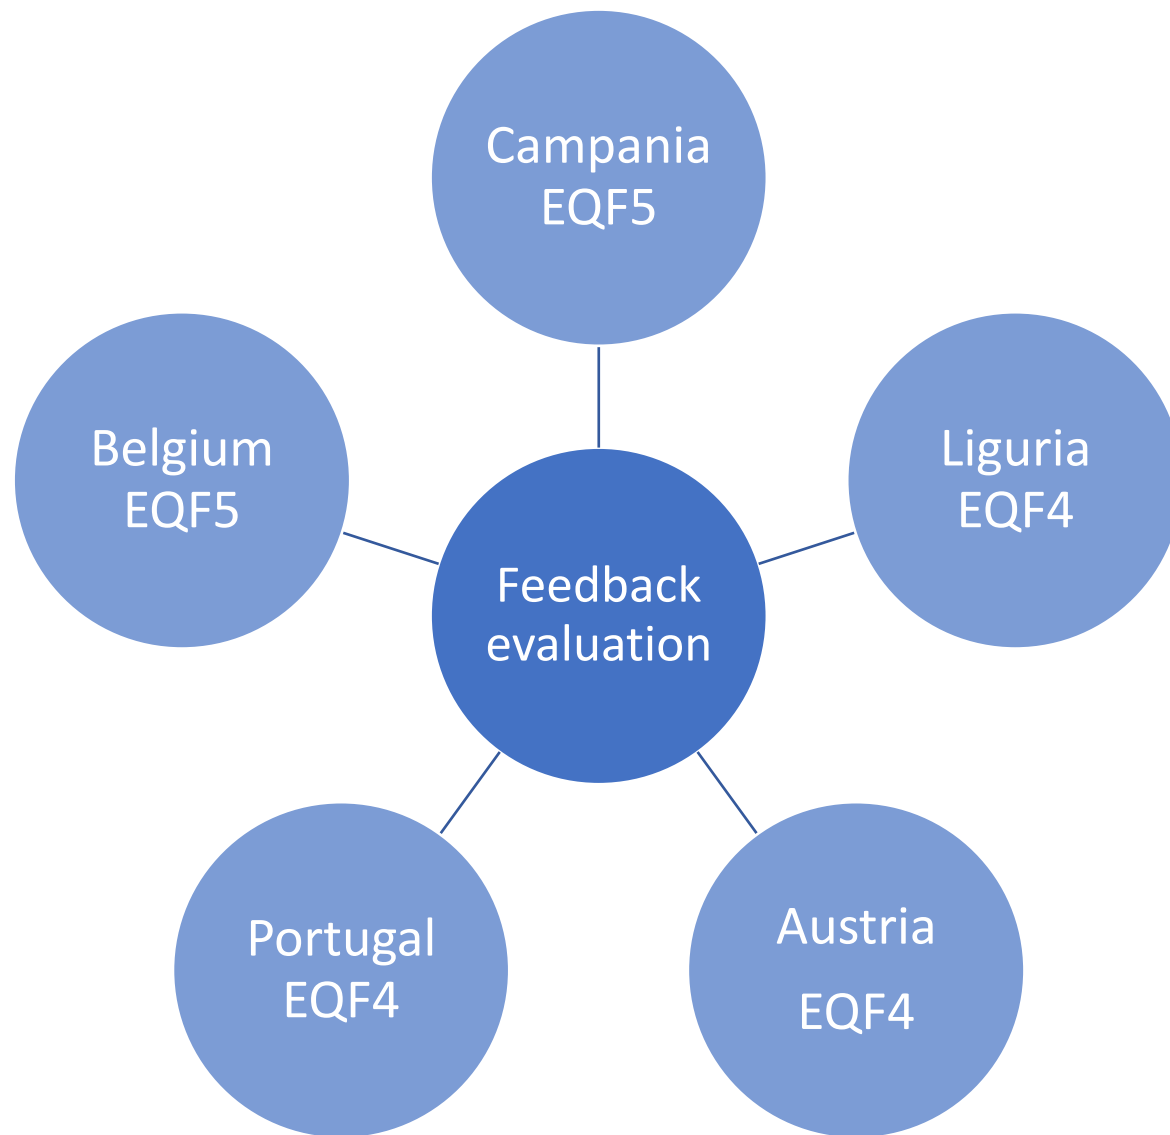 Campania
EQF5
Belgium
EQF5
Liguria
EQF4
Feedback
evaluation
Portugal
EQF4
Austria
EQF4